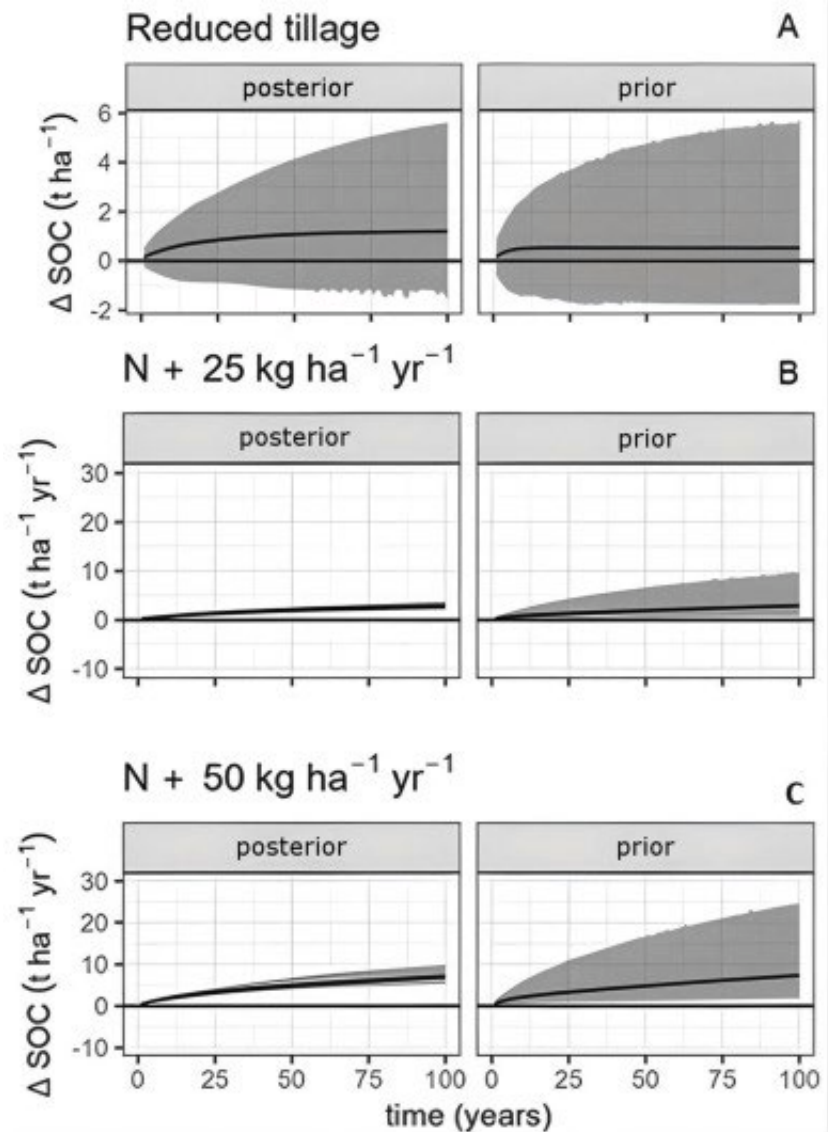 Reduced tillage A
posterior prior
Δ SOC (t ha⁻¹)
6
4
2
0
-2
N + 25 kg ha⁻¹ yr⁻¹ B
posterior prior
Δ SOC (t ha⁻¹ yr⁻¹)
30
20
10
0
-10
N + 50 kg ha⁻¹ yr⁻¹ C
posterior prior
Δ SOC (t ha⁻¹ yr⁻¹)
30
20
10
0
-10
0 25 50 75 100 0 25 50 75 100
time (years)